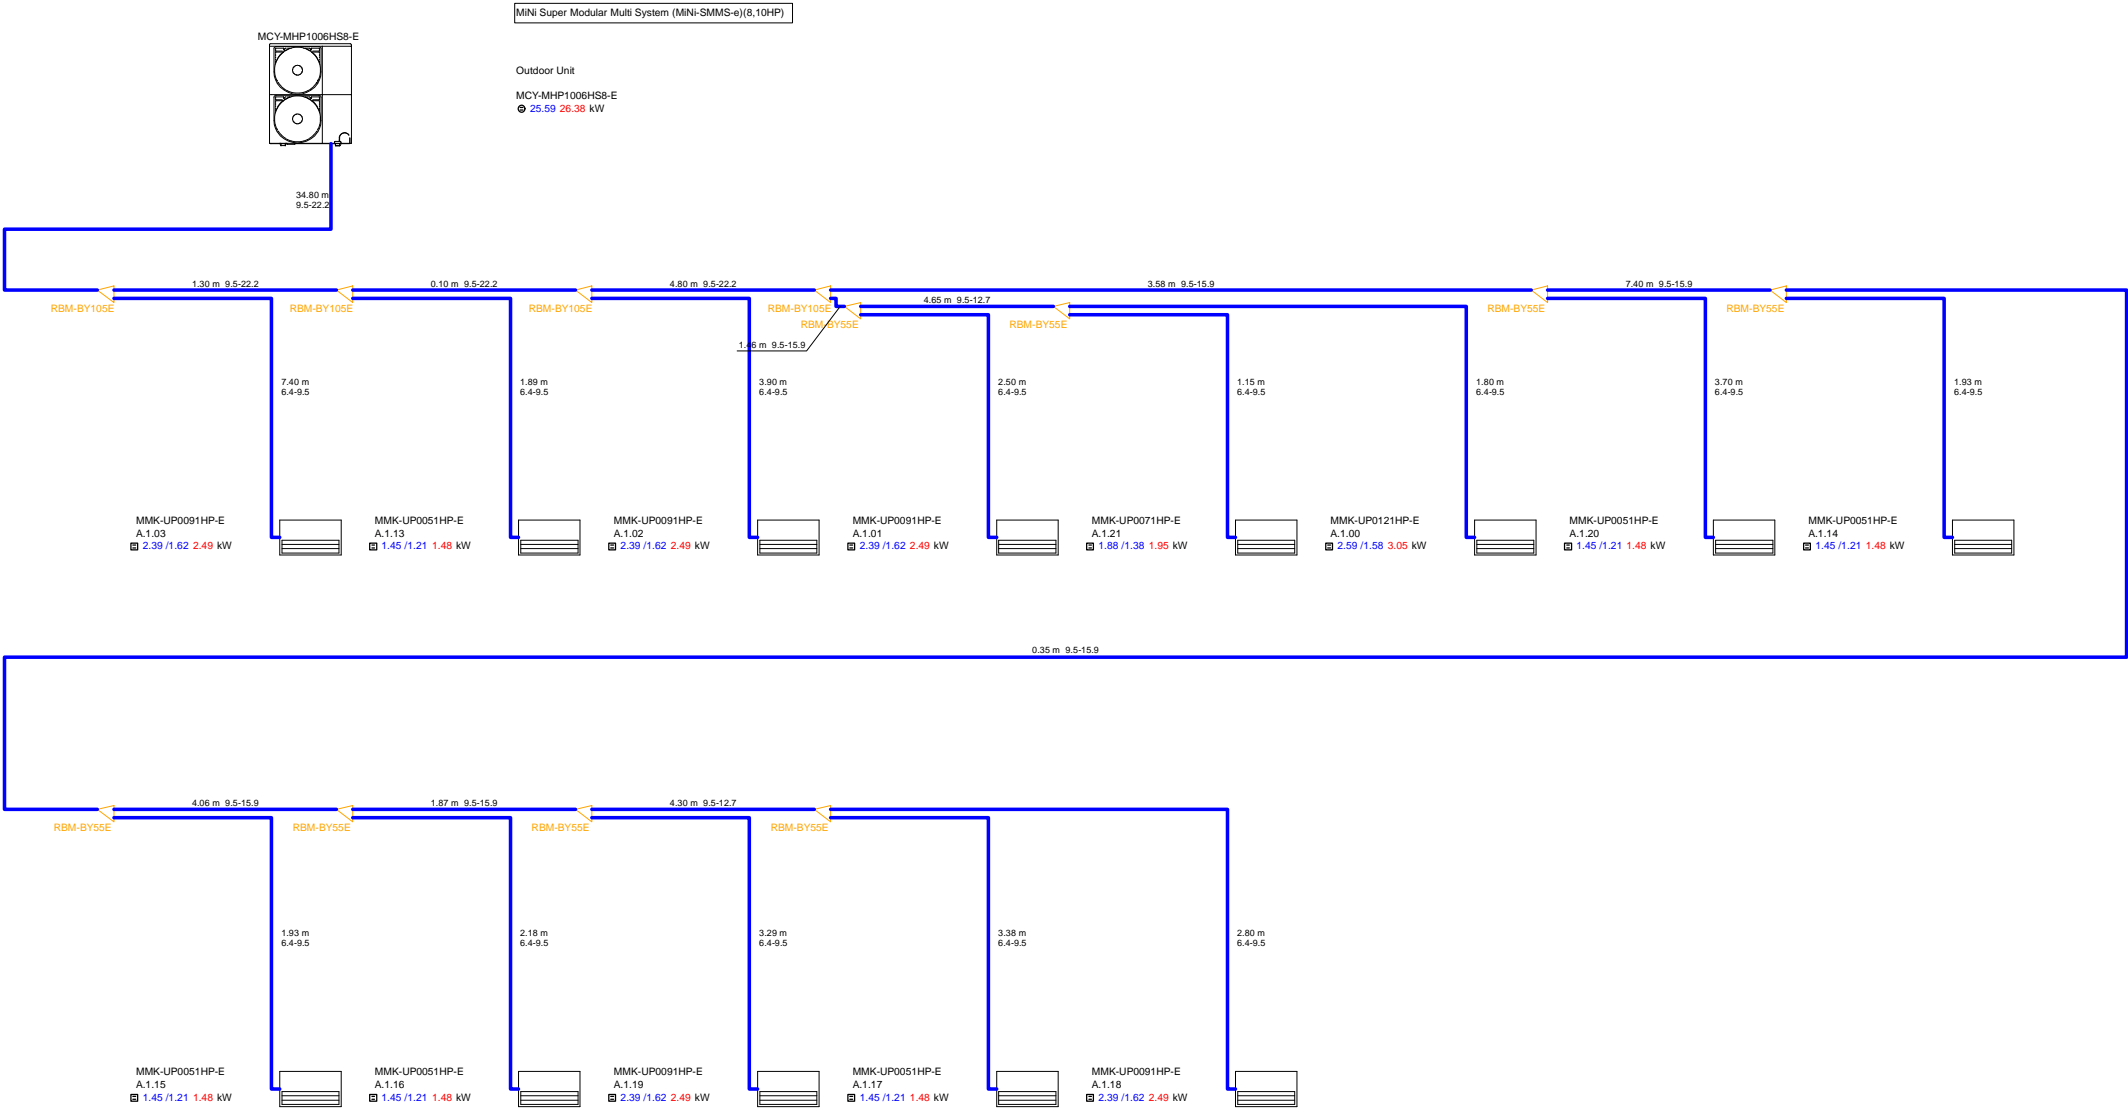 MiNi Super Modular Multi System (MiNi-SMMS-e)(8,10HP)
MCY-MHP1006HS8-E
Outdoor Unit
MCY-MHP1006HS8-E
25.59 26.38 kW
34.80 m
9.5-22.2
1.30 m 9.5-22.2
0.10 m 9.5-22.2
4.80 m 9.5-22.2
3.58 m 9.5-15.9
7.40 m 9.5-15.9
4.65 m 9.5-12.7
RBM-BY105E
RBM-BY105E
RBM-BY105E
RBM-BY105E
RBM-BY55E
RBM-BY55E
RBM-BY55E
RBM-BY55E
1.46 m 9.5-15.9
7.40 m
6.4-9.5
1.89 m
6.4-9.5
3.90 m
6.4-9.5
2.50 m
6.4-9.5
1.15 m
6.4-9.5
1.80 m
6.4-9.5
3.70 m
6.4-9.5
1.93 m
6.4-9.5
MMK-UP0091HP-E
A.1.03
2.39 /1.62 2.49 kW
MMK-UP0051HP-E
A.1.13
1.45 /1.21 1.48 kW
MMK-UP0091HP-E
A.1.02
2.39 /1.62 2.49 kW
MMK-UP0091HP-E
A.1.01
2.39 /1.62 2.49 kW
MMK-UP0071HP-E
A.1.21
1.88 /1.38 1.95 kW
MMK-UP0121HP-E
A.1.00
2.59 /1.58 3.05 kW
MMK-UP0051HP-E
A.1.20
1.45 /1.21 1.48 kW
MMK-UP0051HP-E
A.1.14
1.45 /1.21 1.48 kW
0.35 m 9.5-15.9
4.06 m 9.5-15.9
1.87 m 9.5-15.9
4.30 m 9.5-12.7
RBM-BY55E
RBM-BY55E
RBM-BY55E
RBM-BY55E
1.93 m
6.4-9.5
2.18 m
6.4-9.5
3.29 m
6.4-9.5
3.38 m
6.4-9.5
2.80 m
6.4-9.5
MMK-UP0051HP-E
A.1.15
1.45 /1.21 1.48 kW
MMK-UP0051HP-E
A.1.16
1.45 /1.21 1.48 kW
MMK-UP0091HP-E
A.1.19
2.39 /1.62 2.49 kW
MMK-UP0051HP-E
A.1.17
1.45 /1.21 1.48 kW
MMK-UP0091HP-E
A.1.18
2.39 /1.62 2.49 kW